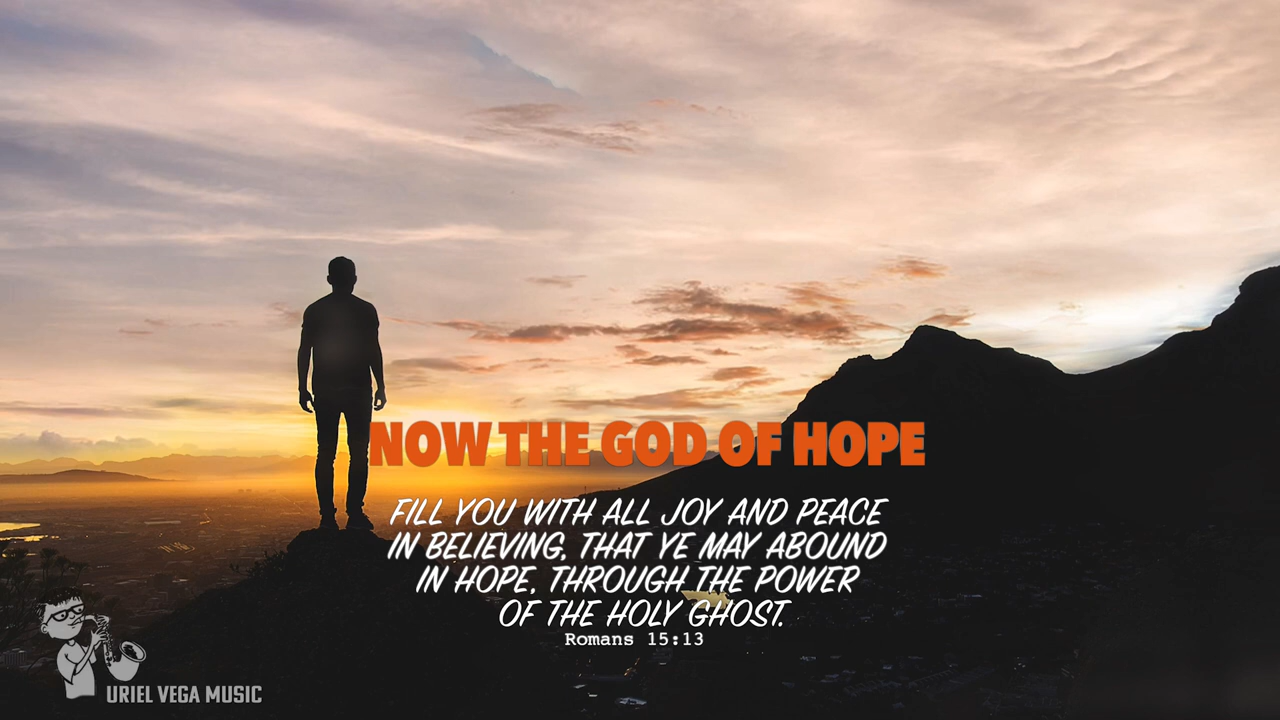 NOW THE GOD OF HOPE
FILL YOU WITH ALL JOY AND PEACE
IN BELIEVING, THAT YE MAY ABOUND
IN HOPE, THROUGH THE POWER
OF THE HOLY GHOST.
Romans 15:13
URIEL VEGA MUSIC